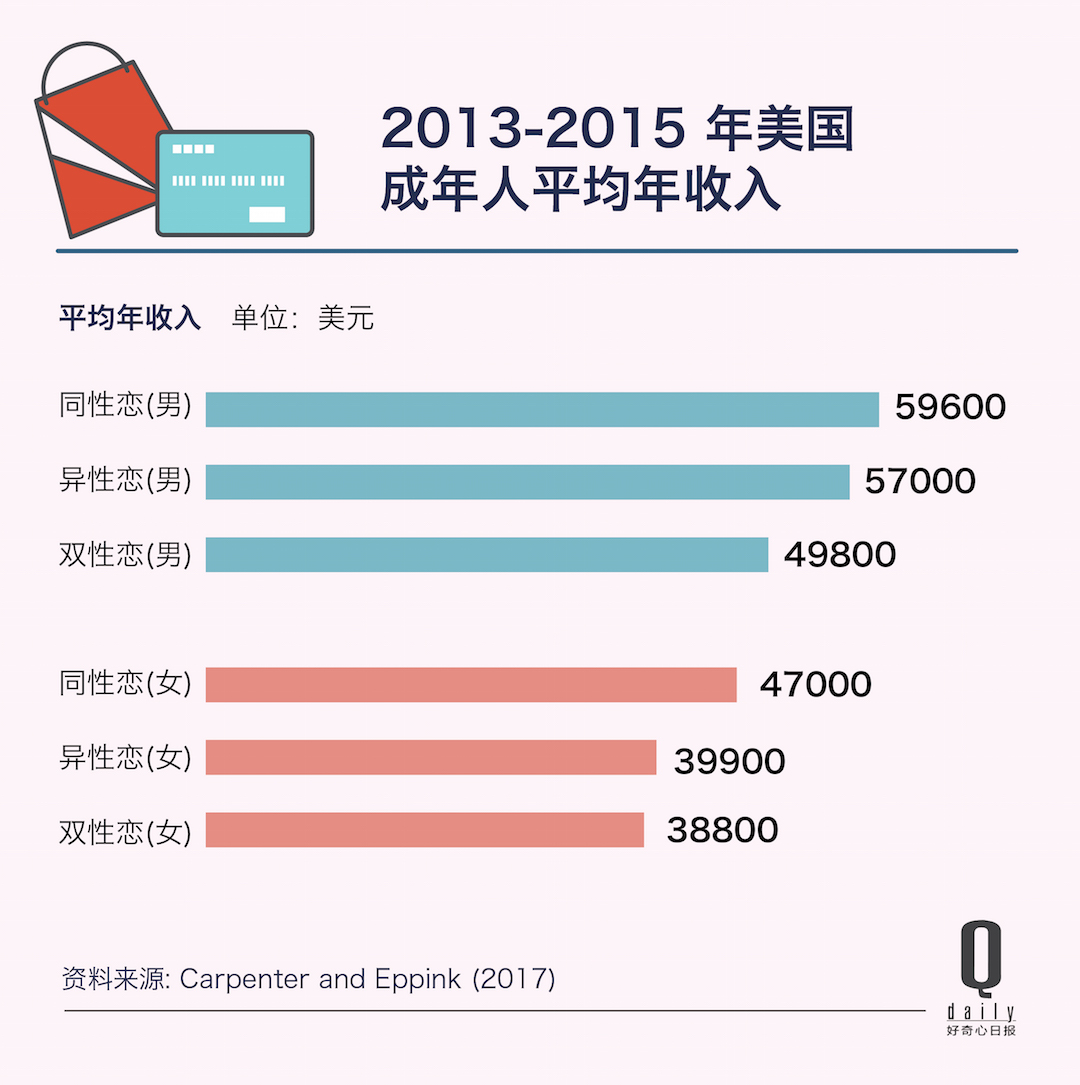 2013-2015 年美国
成年人平均年收入
平均年收入 单位：美元
同性恋(男) 59600
异性恋(男) 57000
双性恋(男) 49800
同性恋(女) 47000
异性恋(女) 39900
双性恋(女) 38800
资料来源: Carpenter and Eppink (2017)
Q
daily
好奇心日报